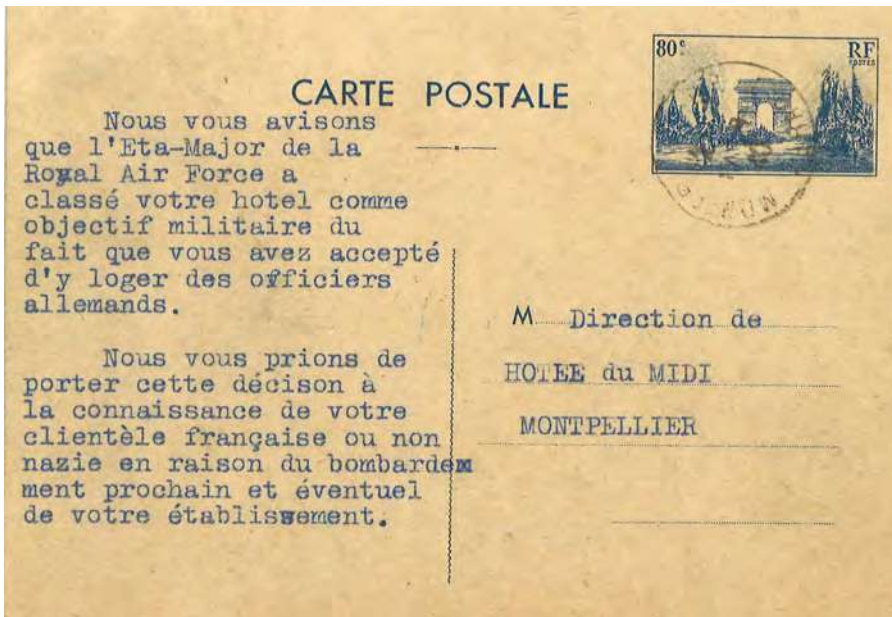 80c RF
POSTES
CARTE POSTALE
Nous vous avisons
que l'Eta-Major de la
Royal Air Force a
classé votre hotel comme
objectif militaire du
fait que vous avez accepté
d'y loger des officiers
allemands.
Nous vous prions de
porter cette décison à
la connaissance de votre
clientèle française ou non
nazie en raison du bombardem
ment prochain et éventuel
de votre établissement.
M Direction de
HOTEL du MIDI
MONTPELLIER